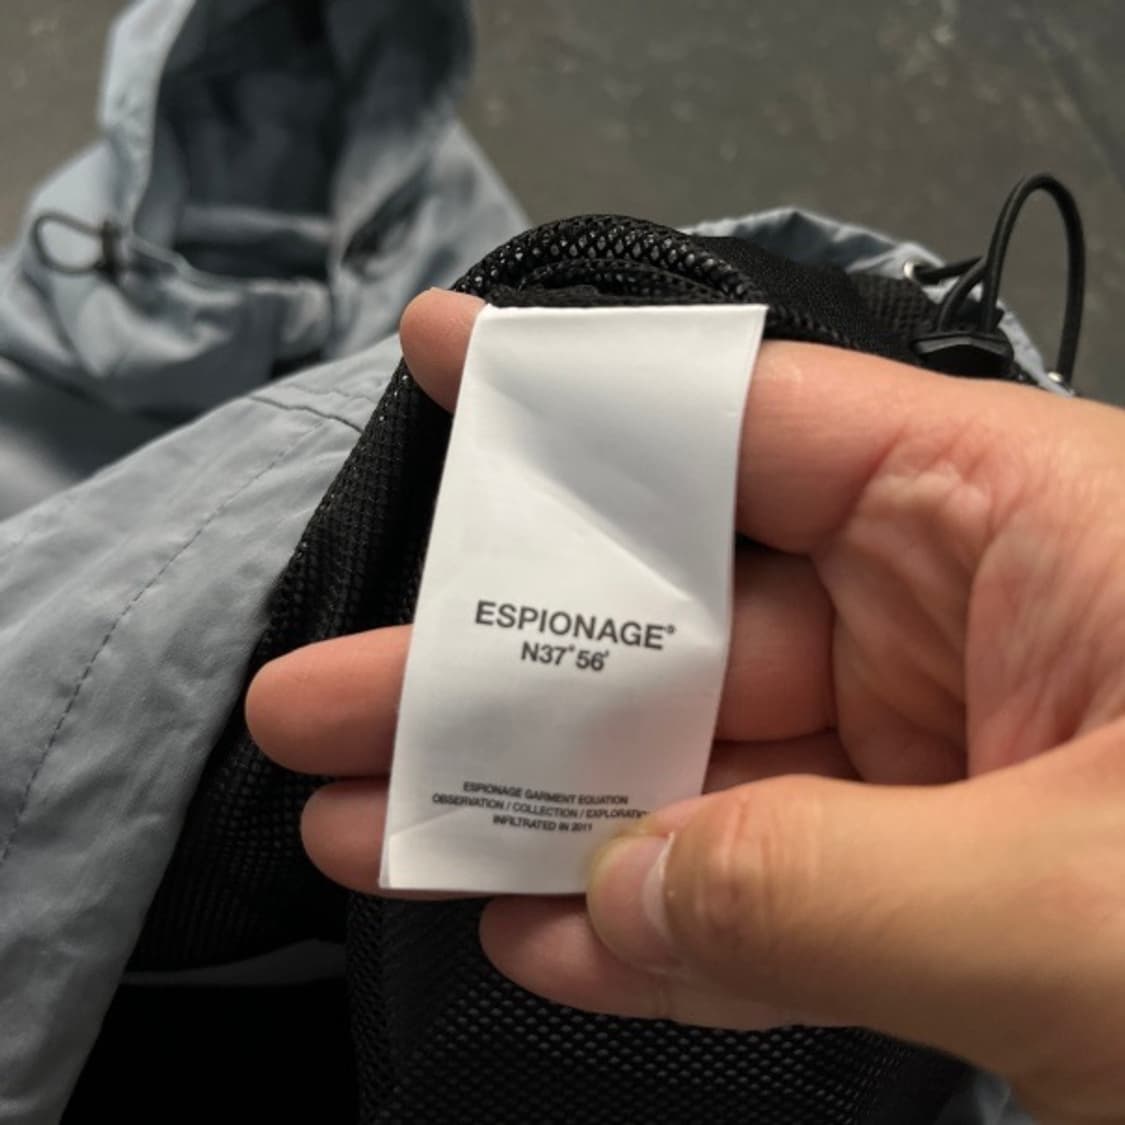 ESPIONAGE°
N37°56'
ESPIONAGE GARMENT EQUATION
OBSERVATION / COLLECTION /
INFILTRATED IN 2011